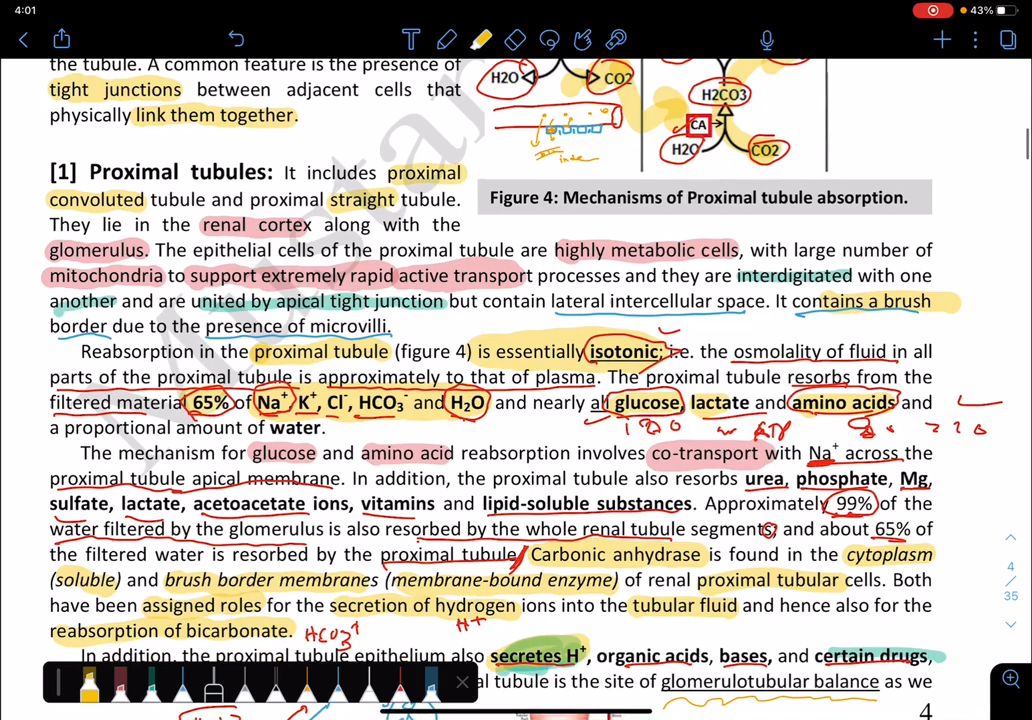 4:01
43%
the tubule. A common feature is the presence of
tight junctions between adjacent cells that
physically link them together.
H2O
CO2
H2CO3
CA
H2O
CO2
Figure 4: Mechanisms of Proximal tubule absorption.
[1] Proximal tubules: It includes proximal
convoluted tubule and proximal straight tubule.
They lie in the renal cortex along with the
glomerulus. The epithelial cells of the proximal tubule are highly metabolic cells, with large number of
mitochondria to support extremely rapid active transport processes and they are interdigitated with one
another and are united by apical tight junction but contain lateral intercellular space. It contains a brush
border due to the presence of microvilli.
Reabsorption in the proximal tubule (figure 4) is essentially isotonic; i.e. the osmolality of fluid in all
parts of the proximal tubule is approximately to that of plasma. The proximal tubule resorbs from the
filtered material 65% of Na⁺ K⁺, Cl⁻, HCO₃⁻ and H₂O and nearly all glucose, lactate and amino acids and
a proportional amount of water.
ATP
The mechanism for glucose and amino acid reabsorption involves co-transport with Na⁺ across the
proximal tubule apical membrane. In addition, the proximal tubule also resorbs urea, phosphate, Mg,
sulfate, lactate, acetoacetate ions, vitamins and lipid-soluble substances. Approximately 99% of the
water filtered by the glomerulus is also resorbed by the whole renal tubule segments; and about 65% of
the filtered water is resorbed by the proximal tubule. Carbonic anhydrase is found in the cytoplasm
(soluble) and brush border membranes (membrane-bound enzyme) of renal proximal tubular cells. Both
have been assigned roles for the secretion of hydrogen ions into the tubular fluid and hence also for the
reabsorption of bicarbonate.
HCO3
H+
In addition, the proximal tubule epithelium also secretes H⁺, organic acids, bases, and certain drugs,
al tubule is the site of glomerulotubular balance as we
4
4
35